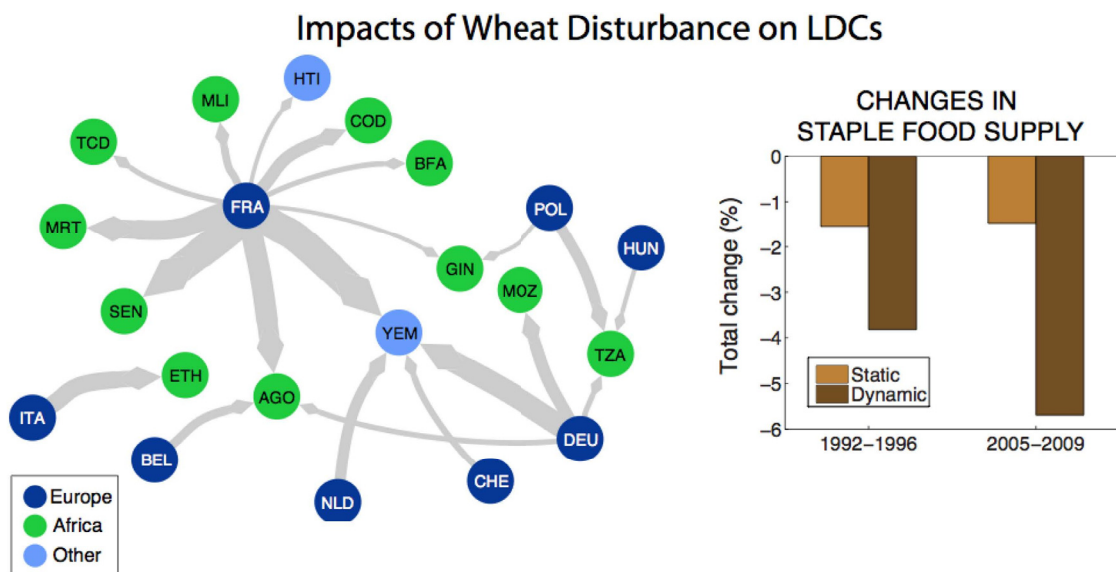 Impacts of Wheat Disturbance on LDCs
HTI
MLI
COD
TCD
BFA
FRA
MRT
POL
HUN
GIN
MOZ
SEN
YEM
TZA
ETH
AGO
ITA
BEL
DEU
CHE
NLD
Europe
Africa
Other
CHANGES IN
STAPLE FOOD SUPPLY
Total change (%)
0
−1
−2
−3
−4
−5
−6
Static
Dynamic
1992−1996
2005−2009